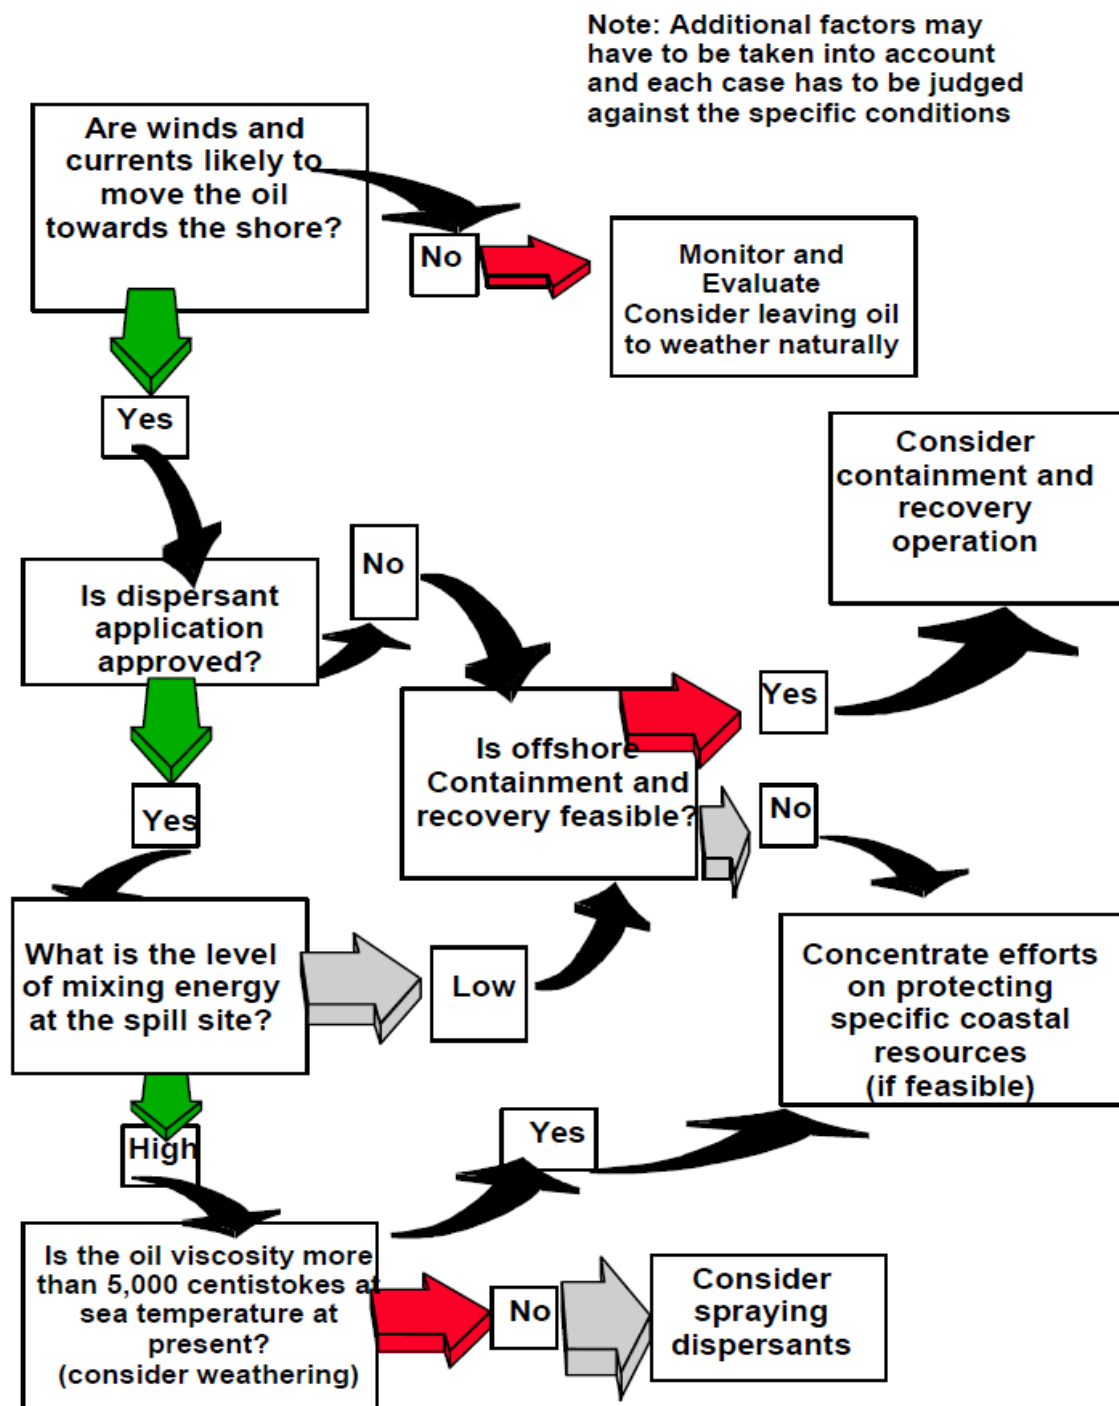 Note: Additional factors may
have to be taken into account
and each case has to be judged
against the specific conditions
Are winds and
currents likely to
move the oil
towards the shore?
No
Monitor and
Evaluate
Consider leaving oil
to weather naturally
Yes
Consider
containment and
recovery
operation
No
Is dispersant
application
approved?
Yes
Is offshore
Containment and
recovery feasible?
No
Yes
What is the level
of mixing energy
at the spill site?
Low
Concentrate efforts
on protecting
specific coastal
resources
(if feasible)
High
Yes
Is the oil viscosity more
than 5,000 centistokes at
sea temperature at
present?
(consider weathering)
No
Consider
spraying
dispersants